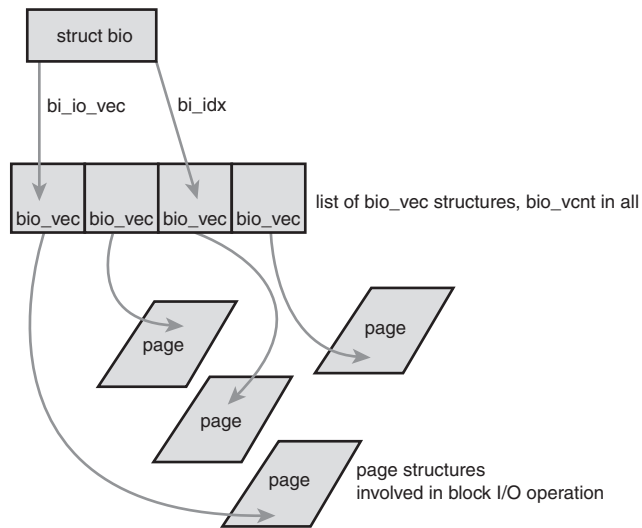 struct bio
bi_io_vec
bi_idx
bio_vec bio_vec bio_vec bio_vec
list of bio_vec structures, bio_vcnt in all
page
page
page
page
page structures
involved in block I/O operation